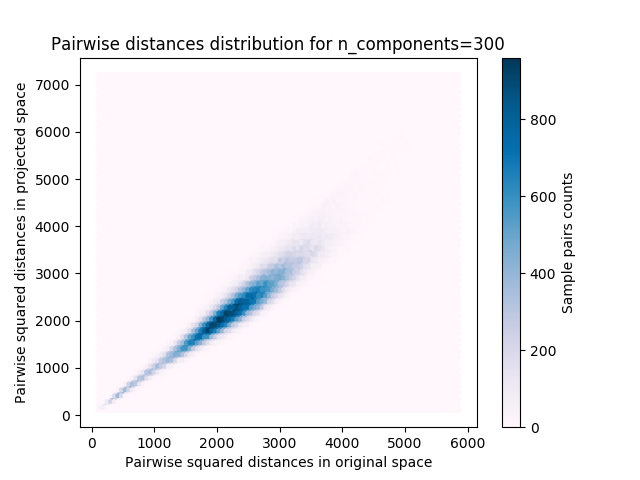 Pairwise distances distribution for n_components=300
Pairwise squared distances in projected space
7000
6000
5000
4000
3000
2000
1000
0
0 1000 2000 3000 4000 5000 6000
Pairwise squared distances in original space
800
600
400
200
0
Sample pairs counts